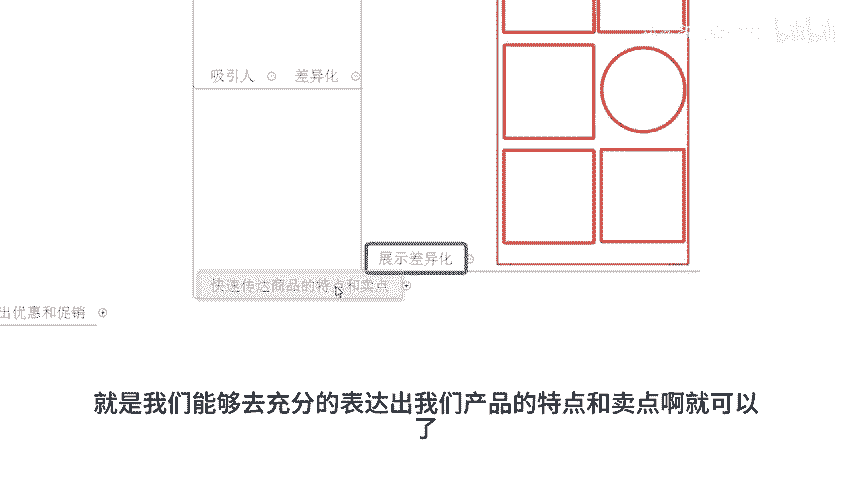 吸引人
差异化
展示差异化
快速传达商品的特点和卖点
出优惠和促销
就是我们能够去充分的表达出我们产品的特点和卖点啊就可以
了